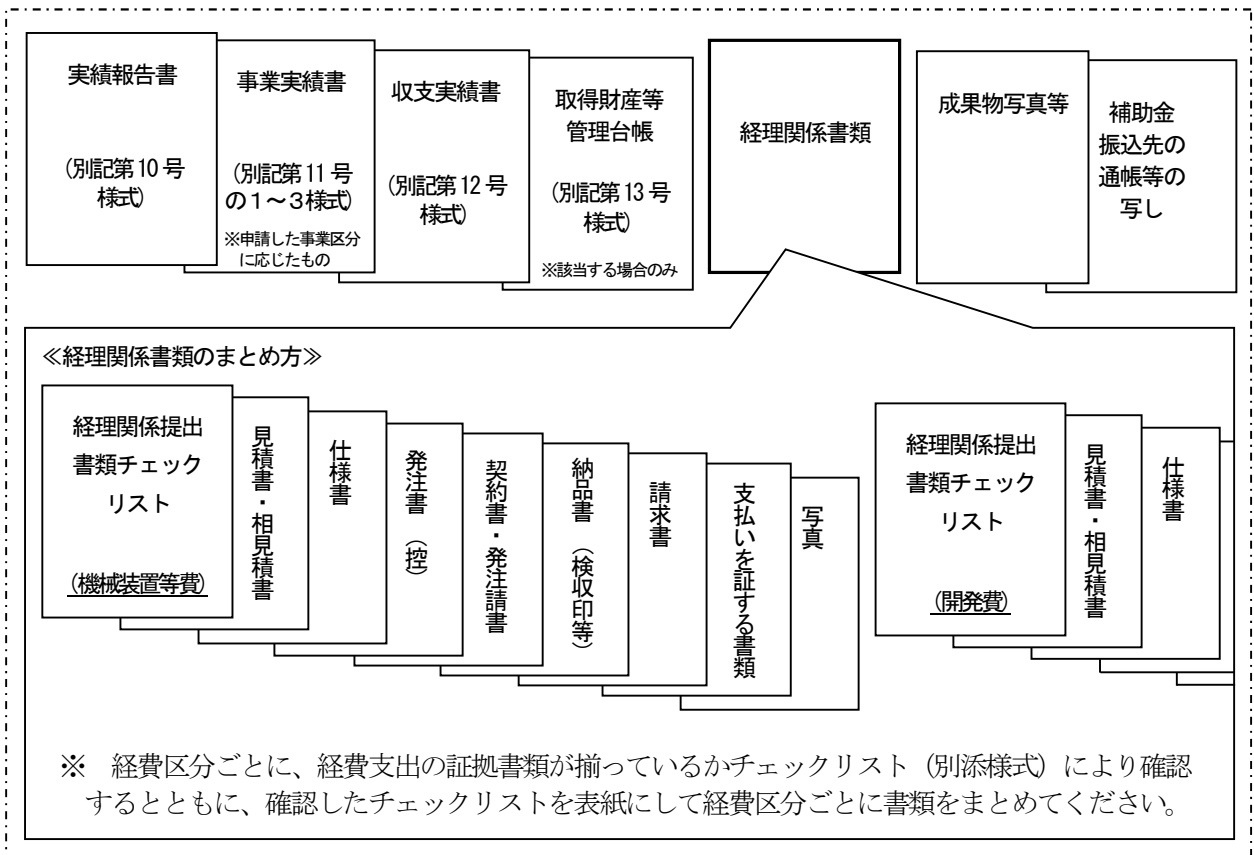 実績報告書
(別記第10号
様式)
事業実績書
(別記第11号
の1~3様式)
※申請した事業区分
に応じたもの
収支実績書
(別記第12号
様式)
取得財産等
管理台帳
(別記第13号
様式)
※該当する場合のみ
経理関係書類
成果物写真等
補助金
振込先の
通帳等の
写し
≪経理関係書類のまとめ方≫
経理関係提出
書類チェック
リスト
(機械装置等費)
見積書・相見積書
仕様書
発注書（控）
契約書・発注請書
納品書（検収印等）
請求書
支払いを証する書類
写真
経理関係提出
書類チェック
リスト
(開発費)
見積書・相見積書
仕様書
※　経費区分ごとに、経費支出の証拠書類が揃っているかチェックリスト（別添様式）により確認
するとともに、確認したチェックリストを表紙にして経費区分ごとに書類をまとめてください。